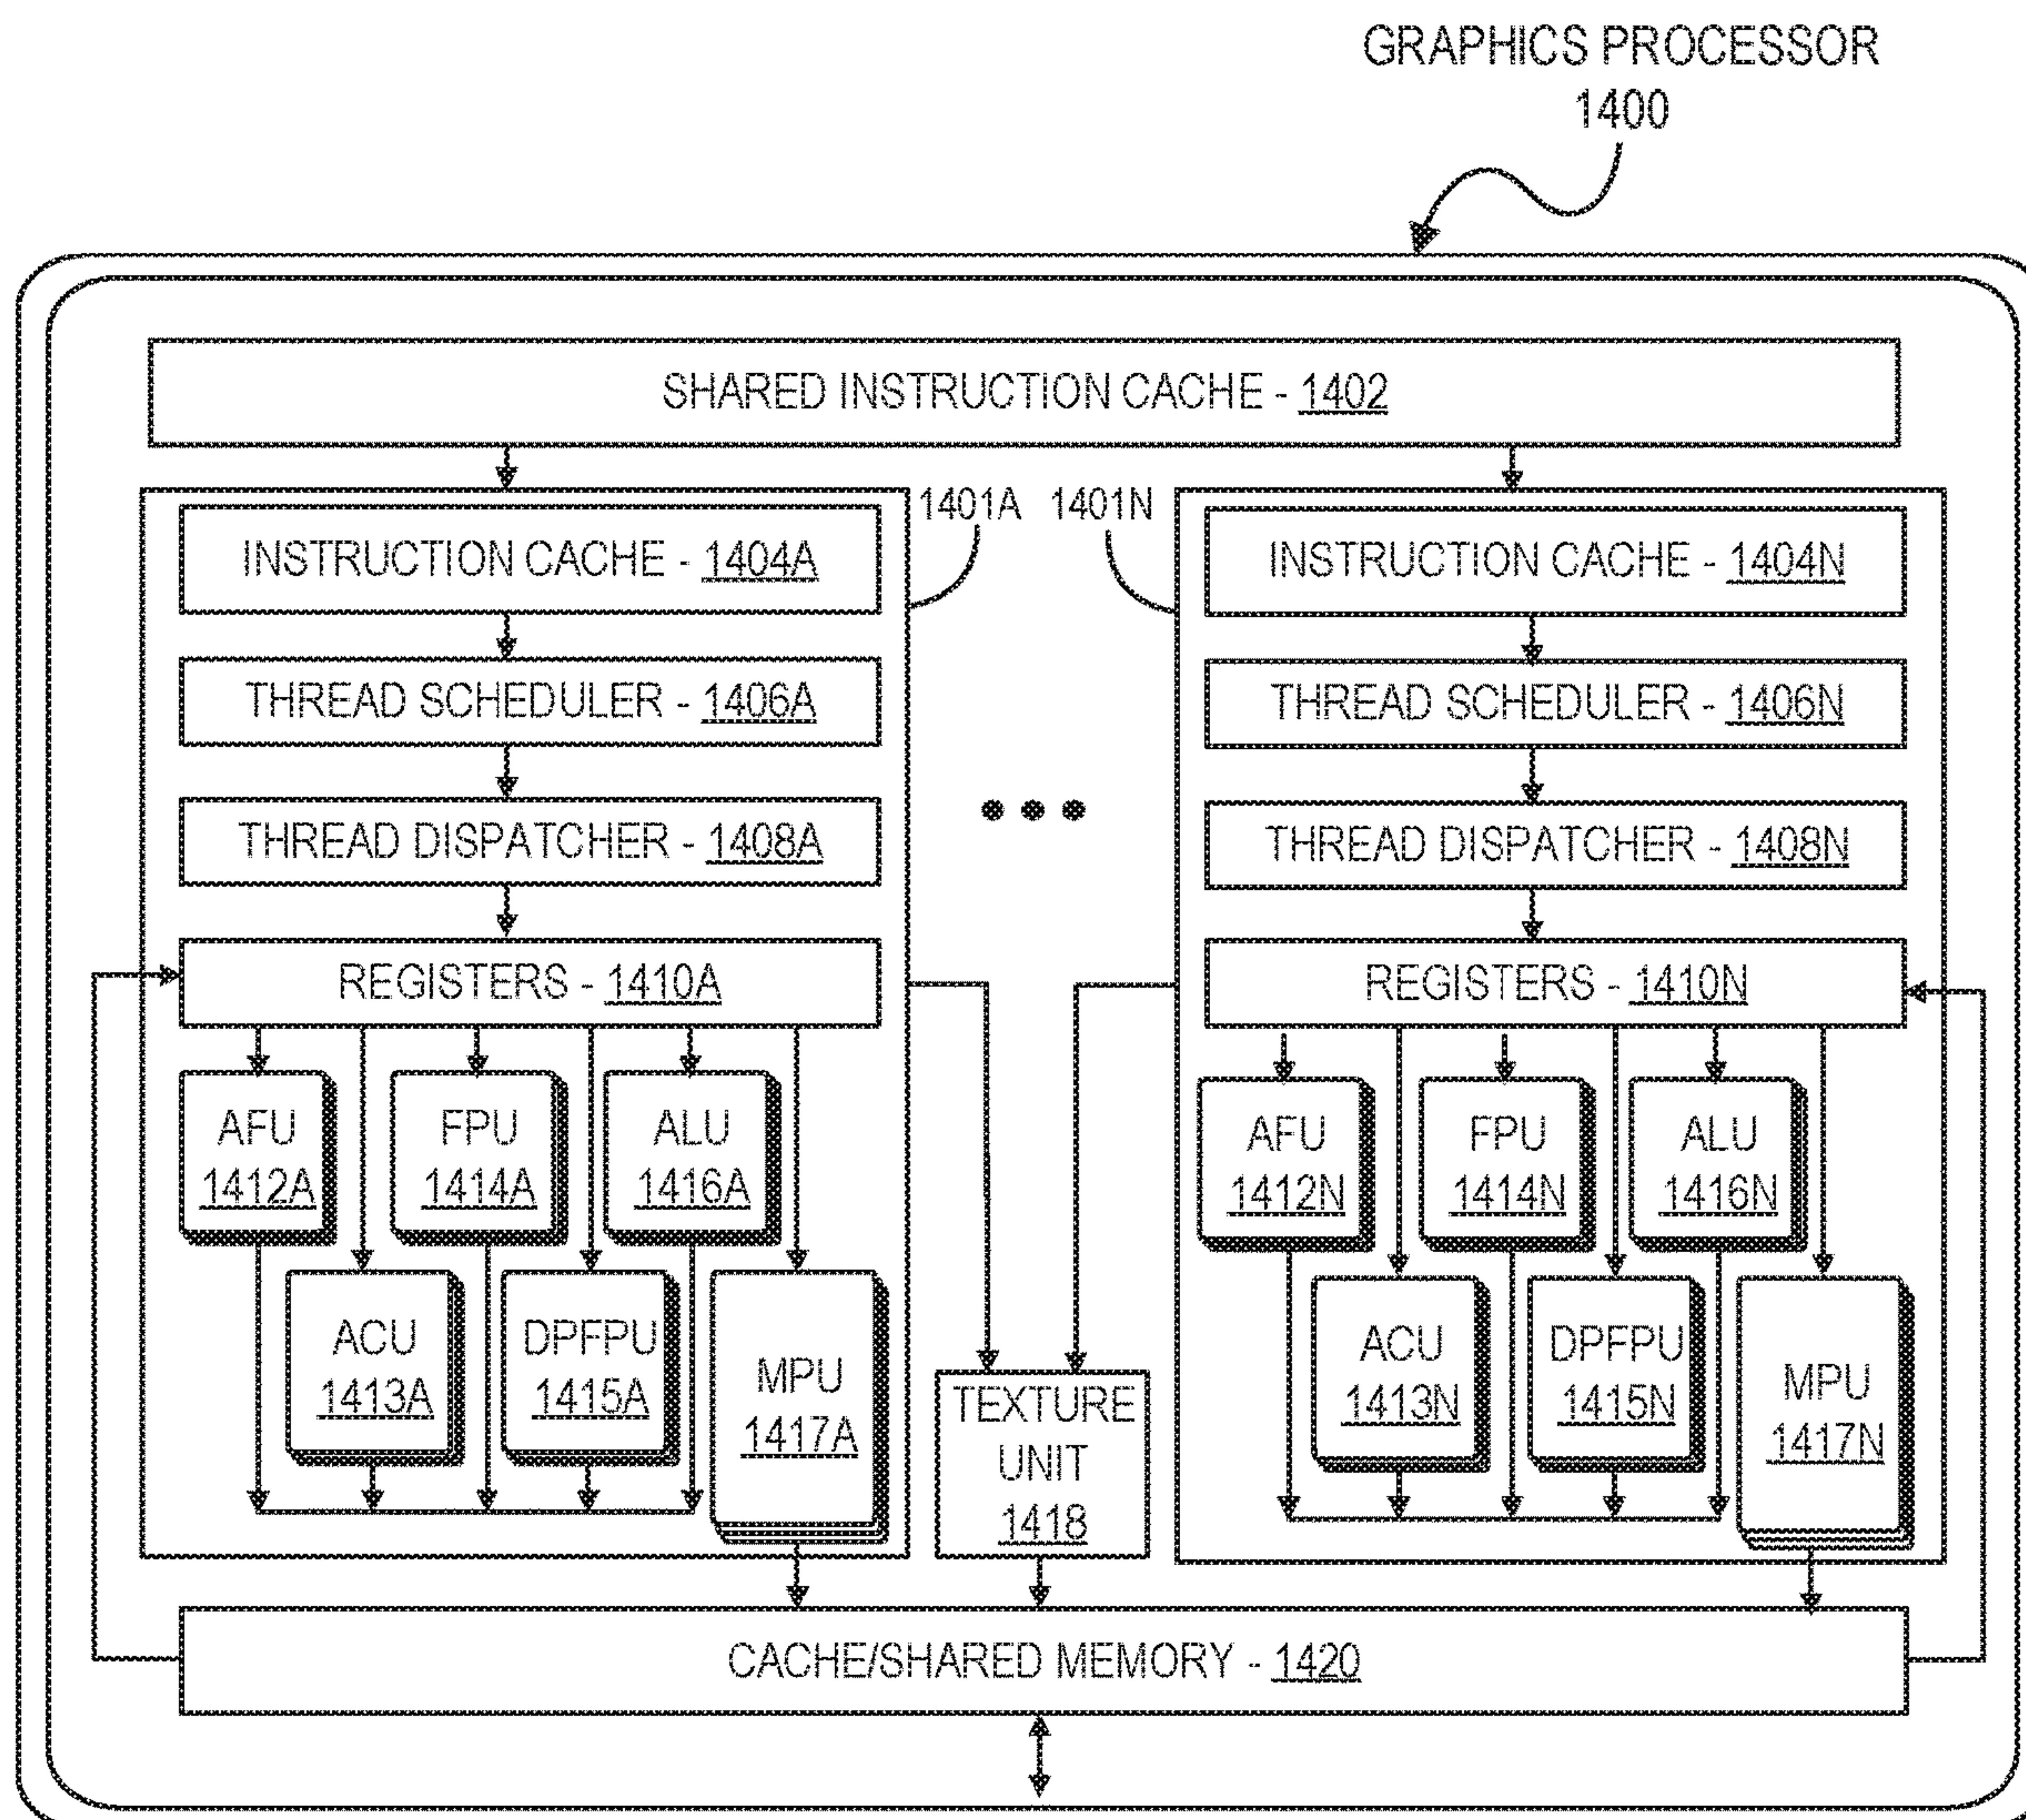 GRAPHICS PROCESSOR
1400
SHARED INSTRUCTION CACHE - 1402
1401A
1401N
INSTRUCTION CACHE - 1404A
THREAD SCHEDULER - 1406A
THREAD DISPATCHER - 1408A
REGISTERS - 1410A
AFU
1412A
FPU
1414A
ALU
1416A
ACU
1413A
DPFPU
1415A
MPU
1417A
TEXTURE
UNIT
1418
INSTRUCTION CACHE - 1404N
THREAD SCHEDULER - 1406N
THREAD DISPATCHER - 1408N
REGISTERS - 1410N
AFU
1412N
FPU
1414N
ALU
1416N
ACU
1413N
DPFPU
1415N
MPU
1417N
CACHE/SHARED MEMORY - 1420